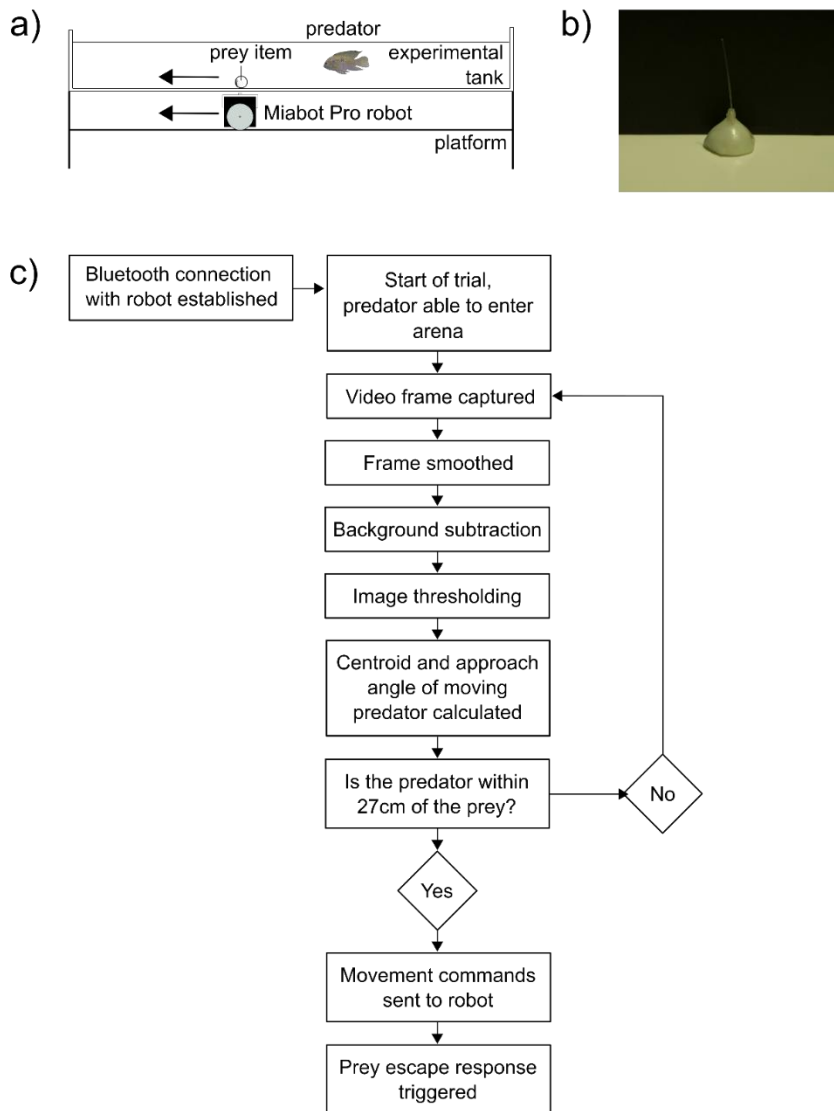 a)
predator
prey item
experimental
tank
Miabot Pro robot
platform
b)
c)
Bluetooth connection
with robot established
Start of trial,
predator able to enter
arena
Video frame captured
Frame smoothed
Background subtraction
Image thresholding
Centroid and approach
angle of moving
predator calculated
Is the predator within
27cm of the prey?
No
Yes
Movement commands
sent to robot
Prey escape response
triggered